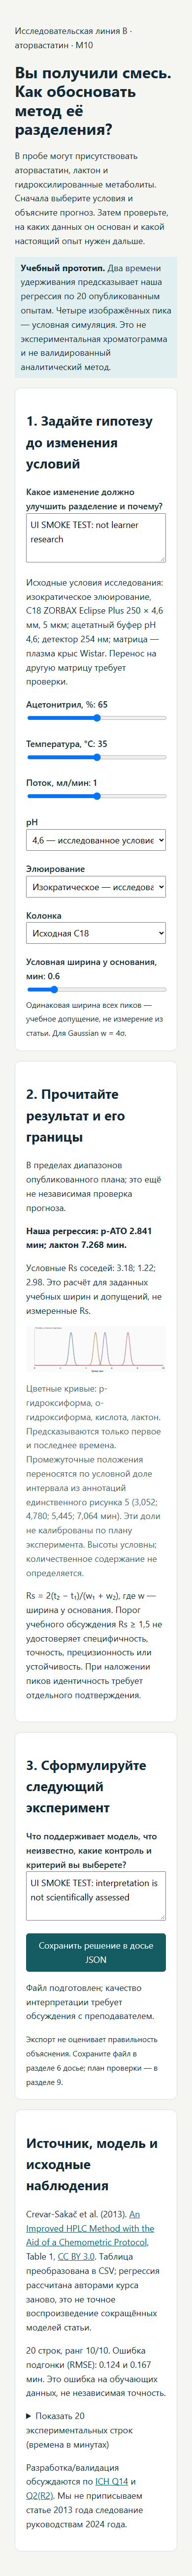 Исследовательская линия B ·
аторвастатин · M10
Вы получили смесь.
Как обосновать
метод её
разделения?
В пробе могут присутствовать
аторвастатин, лактон и
гидроксилированные метаболиты.
Сначала выберите условия и
объясните прогноз. Затем проверьте,
на каких данных он основан и какой
настоящий опыт нужен дальше.
Учебный прототип. Два времени
удерживания предсказывает наша
регрессия по 20 опубликованным
опытам. Четыре изображённых пика
— условная симуляция. Это не
экспериментальная хроматограмма
и не валидированный
аналитический метод.
1. Задайте гипотезу
до изменения
условий
Какое изменение должно
улучшить разделение и почему?
UI SMOKE TEST: not learner
research
Исходные условия исследования:
изократическое элюирование,
C18 ZORBAX Eclipse Plus 250 × 4,6
мм, 5 мкм; ацетатный буфер pH
4,6; детектор 254 нм; матрица —
плазма крыс Wistar. Перенос на
другую матрицу требует
проверки.
Ацетонитрил, %: 65
Температура, °C: 35
Поток, мл/мин: 1
pH
4,6 — исследованное условие
Элюирование
Изократическое — исследова
Колонка
Исходная C18
Условная ширина у основания,
мин: 0.6
Одинаковая ширина всех пиков —
учебное допущение, не измерение из
статьи. Для Gaussian w = 4σ.
2. Прочитайте
результат и его
границы
В пределах диапазонов
опубликованного плана; это ещё
не независимая проверка
прогноза.
Наша регрессия: p-ATO 2.841
мин; лактон 7.268 мин.
Условные Rs соседей: 3.18; 1.22;
2.98. Это расчёт для заданных
учебных ширин и допущений, не
измеренные Rs.
Цветные кривые: p-
гидроксиформа, o-
гидроксиформа, кислота, лактон.
Предсказываются только первое
и последнее времена.
Промежуточные положения
переносятся по условной доле
интервала из аннотаций
единственного рисунка 5 (3,052;
4,780; 5,445; 7,064 мин). Эти доли
не калиброваны по плану
эксперимента. Высоты условны;
количественное содержание не
определяется.
Rs = 2(t₂ − t₁)/(w₁ + w₂), где w —
ширина у основания. Порог
учебного обсуждения Rs ≥ 1,5 не
удостоверяет специфичность,
точность, прецизионность или
устойчивость. При наложении
пиков идентичность требует
отдельного подтверждения.
3. Сформулируйте
следующий
эксперимент
Что поддерживает модель, что
неизвестно, какие контроль и
критерий вы выберете?
UI SMOKE TEST: interpretation is
not scientifically assessed
Сохранить решение в досье
JSON
Файл подготовлен; качество
интерпретации требует
обсуждения с преподавателем.
Экспорт не оценивает правильность
объяснения. Сохраните файл в
разделе 6 досье; план проверки — в
разделе 9.
Источник, модель и
исходные
наблюдения
Crevar-Sakač et al. (2013). An
Improved HPLC Method with the
Aid of a Chemometric Protocol,
Table 1, CC BY 3.0. Таблица
преобразована в CSV; регрессия
рассчитана авторами курса
заново, это не точное
воспроизведение сокращённых
моделей статьи.
20 строк, ранг 10/10. Ошибка
подгонки (RMSE): 0.124 и 0.167
мин. Это ошибка на обучающих
данных, не независимая точность.
Показать 20
экспериментальных строк
(времена в минутах)
Разработка/валидация
обсуждаются по ICH Q14 и
Q2(R2). Мы не приписываем
статье 2013 года следование
руководствам 2024 года.